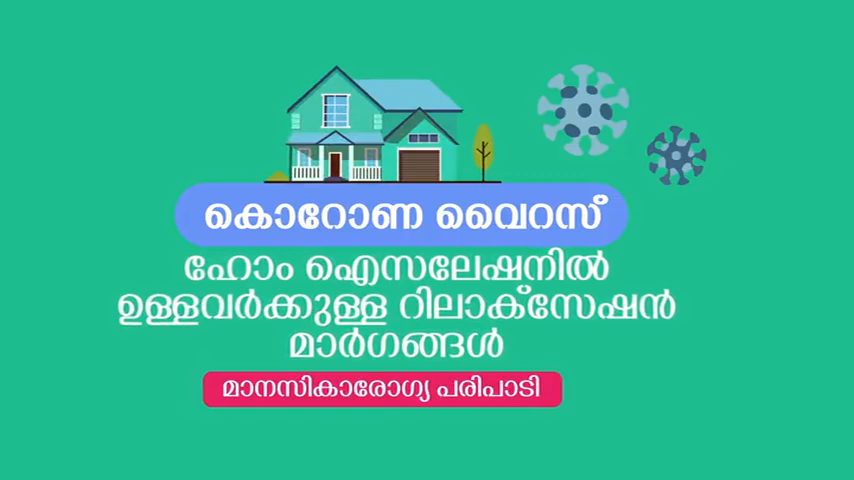 കൊറോണ വൈറസ്
ഹോം ഐസലേഷനിൽ
ഉള്ളവർക്കുള്ള റിലാക്സേഷൻ
മാർഗങ്ങൾ
മാനസികാരോഗ്യ പരിപാടി